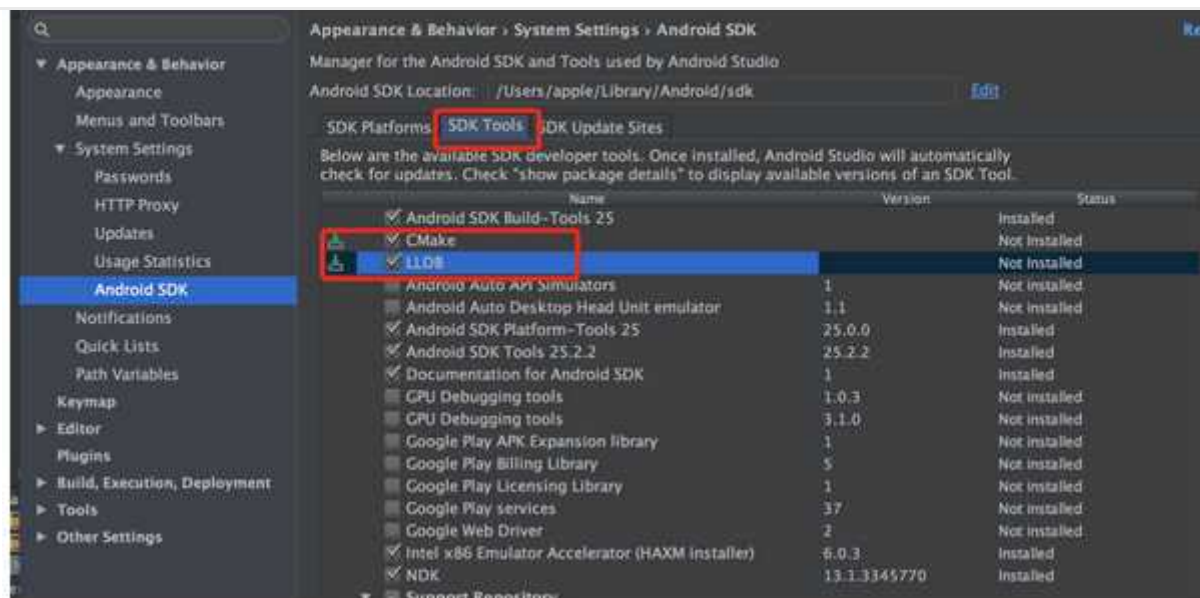 Appearance & Behavior › System Settings › Android SDK
Re
Appearance & Behavior
Appearance
Menus and Toolbars
System Settings
Passwords
HTTP Proxy
Updates
Usage Statistics
Android SDK
Notifications
Quick Lists
Path Variables
Keymap
Editor
Plugins
Build, Execution, Deployment
Tools
Other Settings
Manager for the Android SDK and Tools used by Android Studio
Android SDK Location: /Users/apple/Library/Android/sdk Edit
SDK Platforms SDK Tools SDK Update Sites
Below are the available SDK developer tools. Once installed, Android Studio will automatically
check for updates. Check "show package details" to display available versions of an SDK Tool.
Name Version Status
Android SDK Build-Tools 25 Installed
CMake Not Installed
LLDB Not Installed
Android Auto API Simulators 1 Not installed
Android Auto Desktop Head Unit emulator 1.1 Not installed
Android SDK Platform-Tools 25 25.0.0 Installed
Android SDK Tools 25.2.2 25.2.2 Installed
Documentation for Android SDK 1 Installed
GPU Debugging tools 1.0.3 Not installed
GPU Debugging tools 3.1.0 Not installed
Google Play APK Expansion library 1 Not installed
Google Play Billing Library 5 Not installed
Google Play Licensing Library 1 Not installed
Google Play services 37 Not installed
Google Web Driver 2 Not installed
Intel x86 Emulator Accelerator (HAXM installer) 6.0.3 Installed
NDK 13.1.3345770 Installed
Support Repository